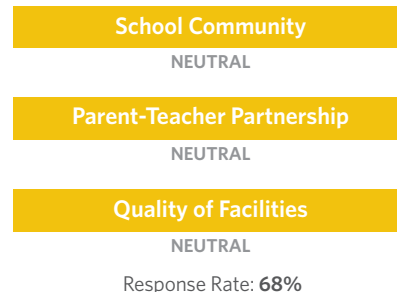 School Community
NEUTRAL
Parent-Teacher Partnership
NEUTRAL
Quality of Facilities
NEUTRAL
Response Rate: 68%